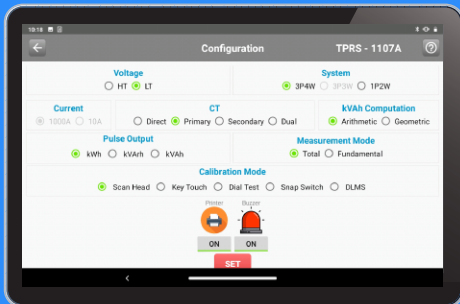 10:18
Configuration
TPRS - 1107A
Voltage
HT LT
System
3P4W 3P3W 1P2W
Current
1000A 10A
CT
Direct Primary Secondary Dual
kVAh Computation
Arithmetic Geometric
Pulse Output
kWh kVArh kVAh
Measurement Mode
Total Fundamental
Calibration Mode
Scan Head Key Touch Dial Test Snap Switch DLMS
Printer Buzzer
ON ON
SET